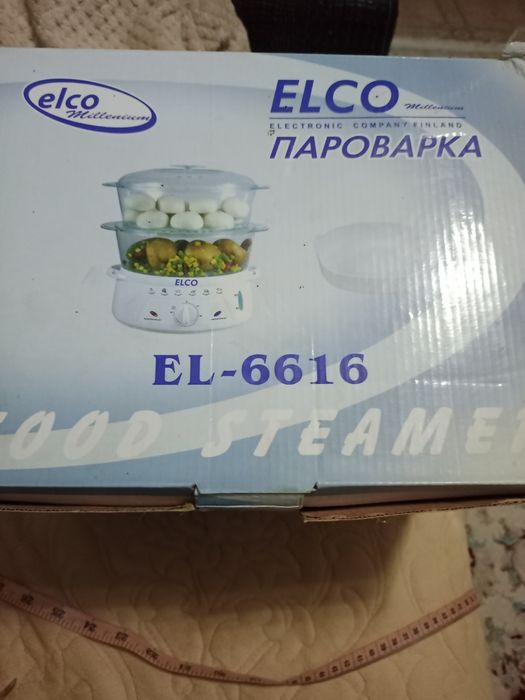 elco
Millenium
ELCO Millenium
ELECTRONIC COMPANY FINLAND
ПАРОВАРКА
ELCO
EL-6616
FOOD STEAMER